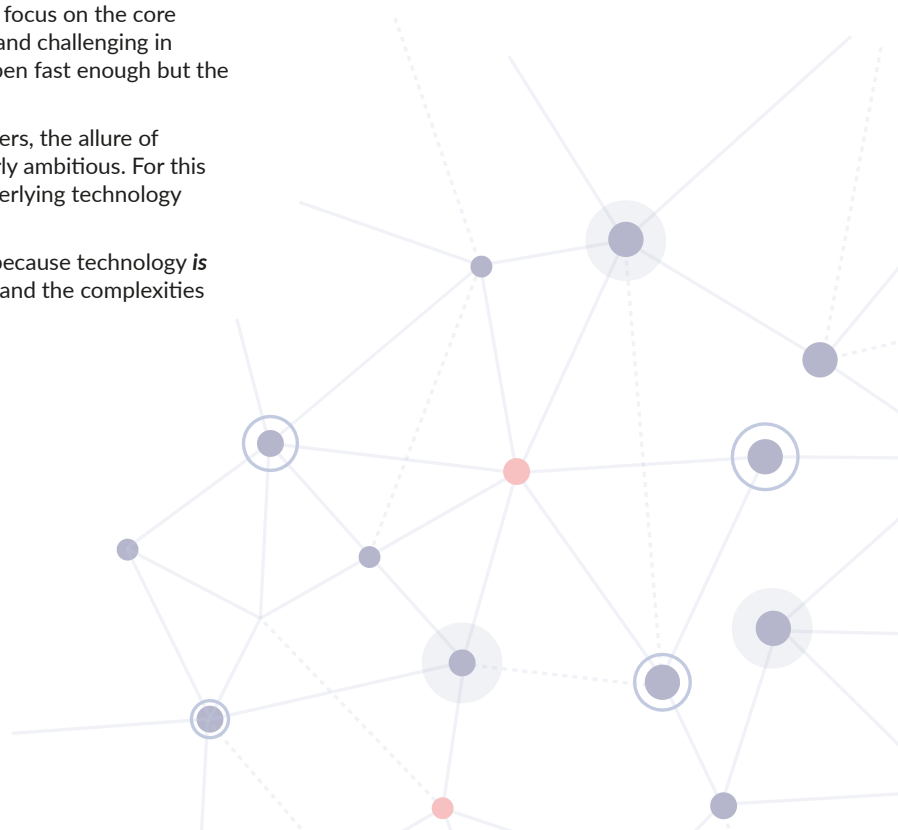 focus on the core
and challenging in
pen fast enough but the
ers, the allure of
rly ambitious. For this
erlying technology
because technology is
and the complexities